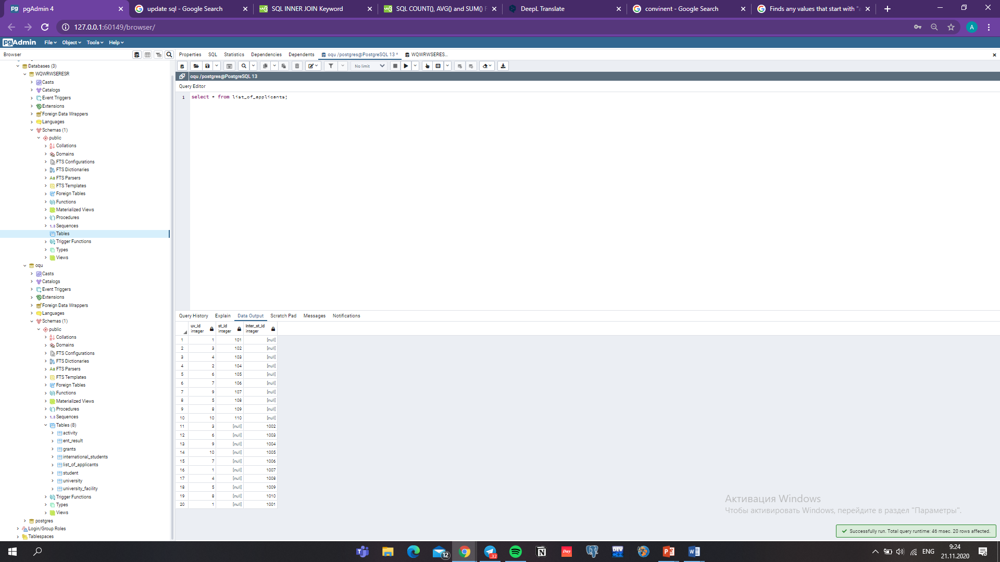 pgAdmin 4
update sql - Google Search
SQL INNER JOIN Keyword
SQL COUNT(), AVG() and SUM() F
DeepL Translate
convinent - Google Search
Finds any values that start with "a
127.0.0.1:60149/browser/
A
pgAdmin
File
Object
Tools
Help
Browser
Properties
SQL
Statistics
Dependencies
Dependents
oqu /postgres@PostgreSQL 13 *
WQWRWSERES...
No limit
oqu /postgres@PostgreSQL 13
Query Editor
1 select * from list_of_applicants;
Databases (3)
WQWRWSERESR
Casts
Catalogs
Event Triggers
Extensions
Foreign Data Wrappers
Languages
Schemas (1)
public
Collations
Domains
FTS Configurations
FTS Dictionaries
FTS Parsers
FTS Templates
Foreign Tables
Functions
Materialized Views
Procedures
Sequences
Tables
Trigger Functions
Types
Views
oqu
Casts
Catalogs
Event Triggers
Extensions
Foreign Data Wrappers
Languages
Schemas (1)
public
Collations
Domains
FTS Configurations
FTS Dictionaries
FTS Parsers
FTS Templates
Foreign Tables
Functions
Materialized Views
Procedures
Sequences
Tables (8)
activity
ent_result
grants
international_students
list_of_applicants
student
university
university_facility
Trigger Functions
Types
Views
postgres
Login/Group Roles
Tablespaces
Query History
Explain
Data Output
Scratch Pad
Messages
Notifications
uv_id st_id inter_st_id
integer integer integer
1 1 101 [null]
2 3 102 [null]
3 4 103 [null]
4 2 104 [null]
5 6 105 [null]
6 7 106 [null]
7 9 107 [null]
8 5 108 [null]
9 8 109 [null]
10 10 110 [null]
11 3 [null] 1002
12 6 [null] 1003
13 9 [null] 1004
14 10 [null] 1005
15 7 [null] 1006
16 1 [null] 1007
17 4 [null] 1008
18 5 [null] 1009
19 8 [null] 1010
20 1 [null] 1001
Активация Windows
Чтобы активировать Windows, перейдите в раздел "Параметры".
Successfully run. Total query runtime: 46 msec. 20 rows affected.
12
.32
Day
DEV
ENG
9:24
21.11.2020